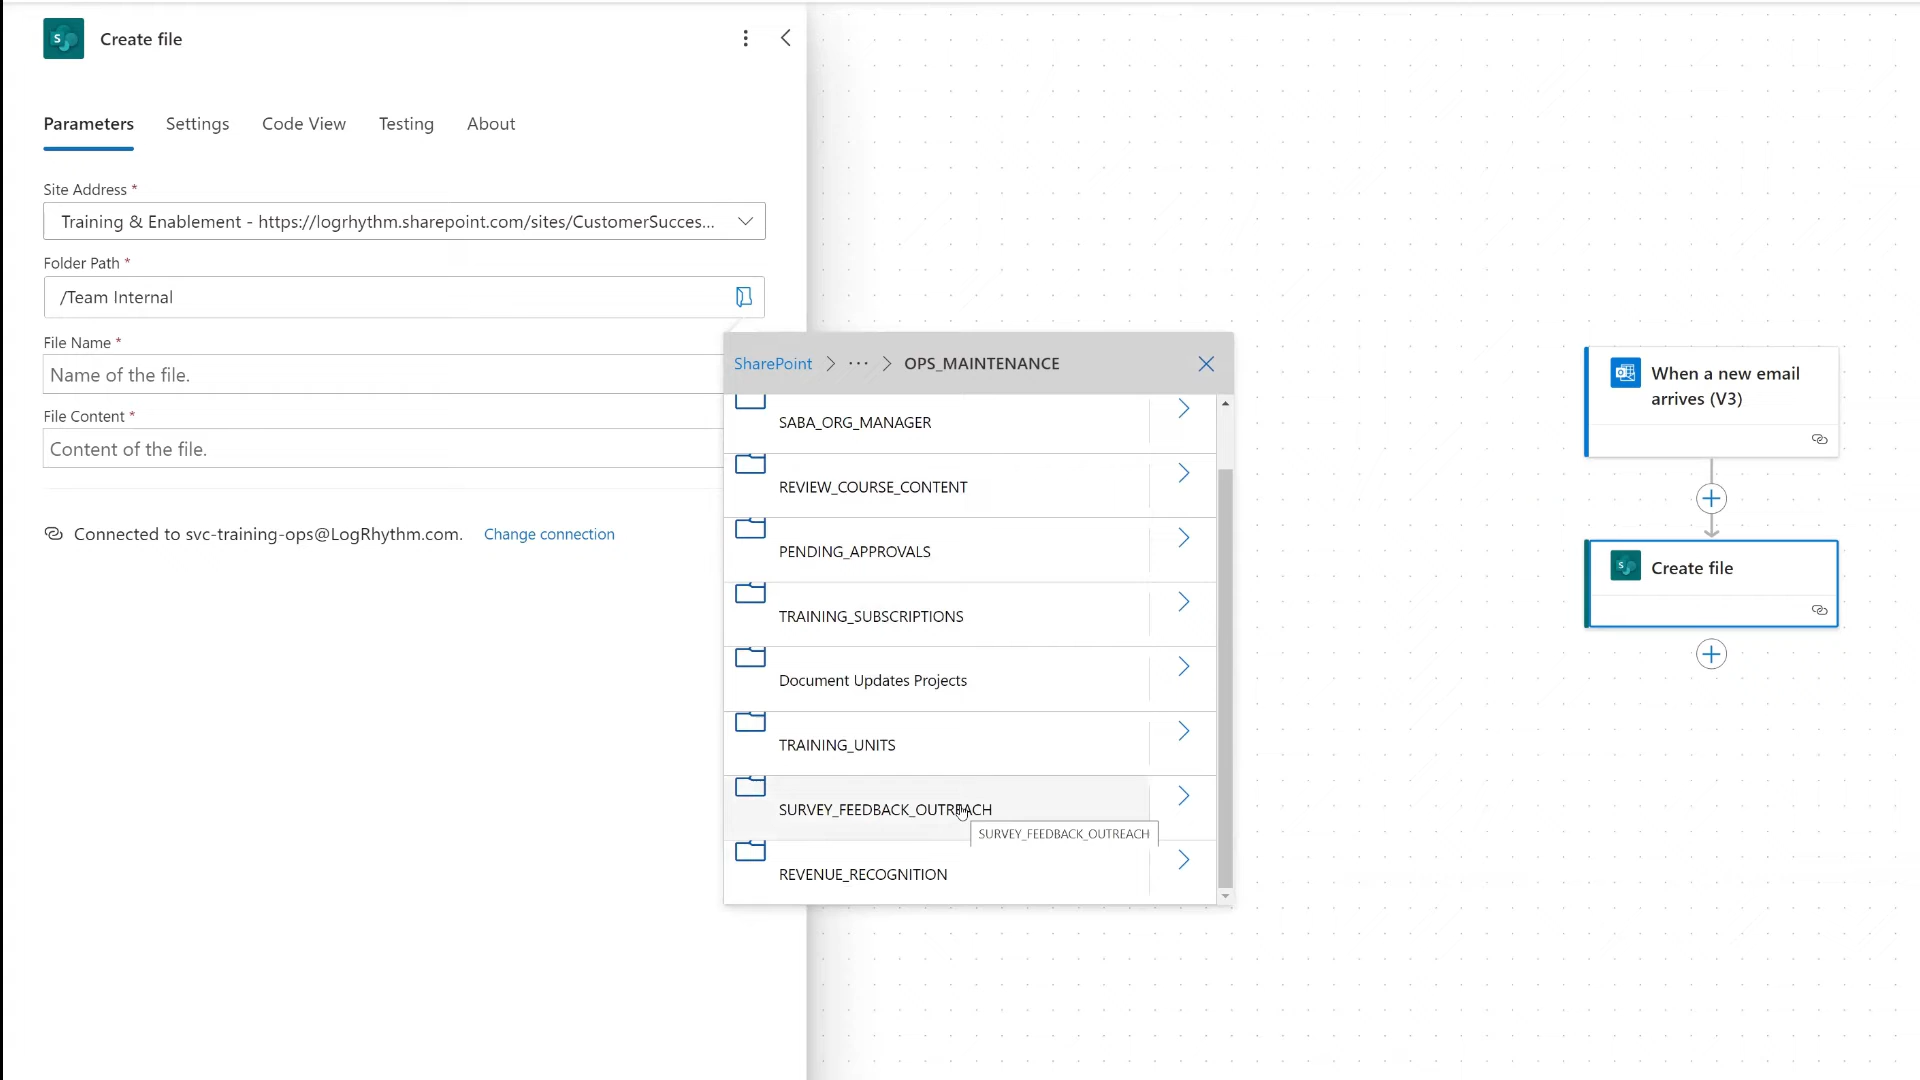 Create file
Parameters Settings Code View Testing About
Site Address *
Training & Enablement - https://logrhythm.sharepoint.com/sites/CustomerSucces...
Folder Path *
/Team Internal
File Name *
Name of the file.
File Content *
Content of the file.
Connected to svc-training-ops@LogRhythm.com. Change connection
SharePoint > ··· > OPS_MAINTENANCE
SABA_ORG_MANAGER
REVIEW_COURSE_CONTENT
PENDING_APPROVALS
TRAINING_SUBSCRIPTIONS
Document Updates Projects
TRAINING_UNITS
SURVEY_FEEDBACK_OUTREACH
SURVEY_FEEDBACK_OUTREACH
REVENUE_RECOGNITION
When a new email
arrives (V3)
Create file